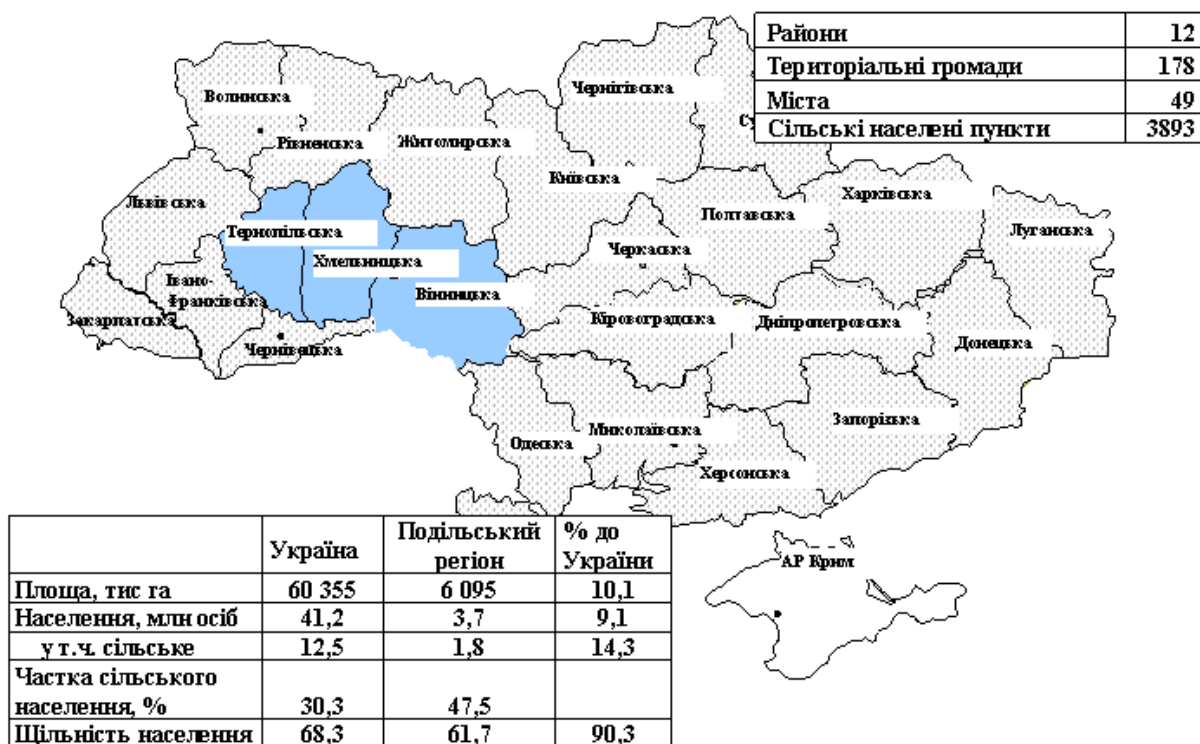 Райони 12
Територіальні громади 178
Міста 49
Сільські населені пункти 3893
Чернігівська
Волинська
Рівненська
Житомирська
Київська
Харківська
Львівська
Полтавська
Тернопільська
Луганська
Черкаська
Хмельницька
Івано-
Франківська
Вінницька
Закарпатська
Кіровоградська
Дніпропетровська
Чернівецька
Донецька
Запорізька
Миколаївська
Одеська
Херсонська
АР Крим
Україна Подільський регіон % до України
Площа, тис га 60 355 6 095 10,1
Населення, млн осіб 41,2 3,7 9,1
у т.ч. сільське 12,5 1,8 14,3
Частка сільського
населення, % 30,3 47,5
Щільність населення 68,3 61,7 90,3